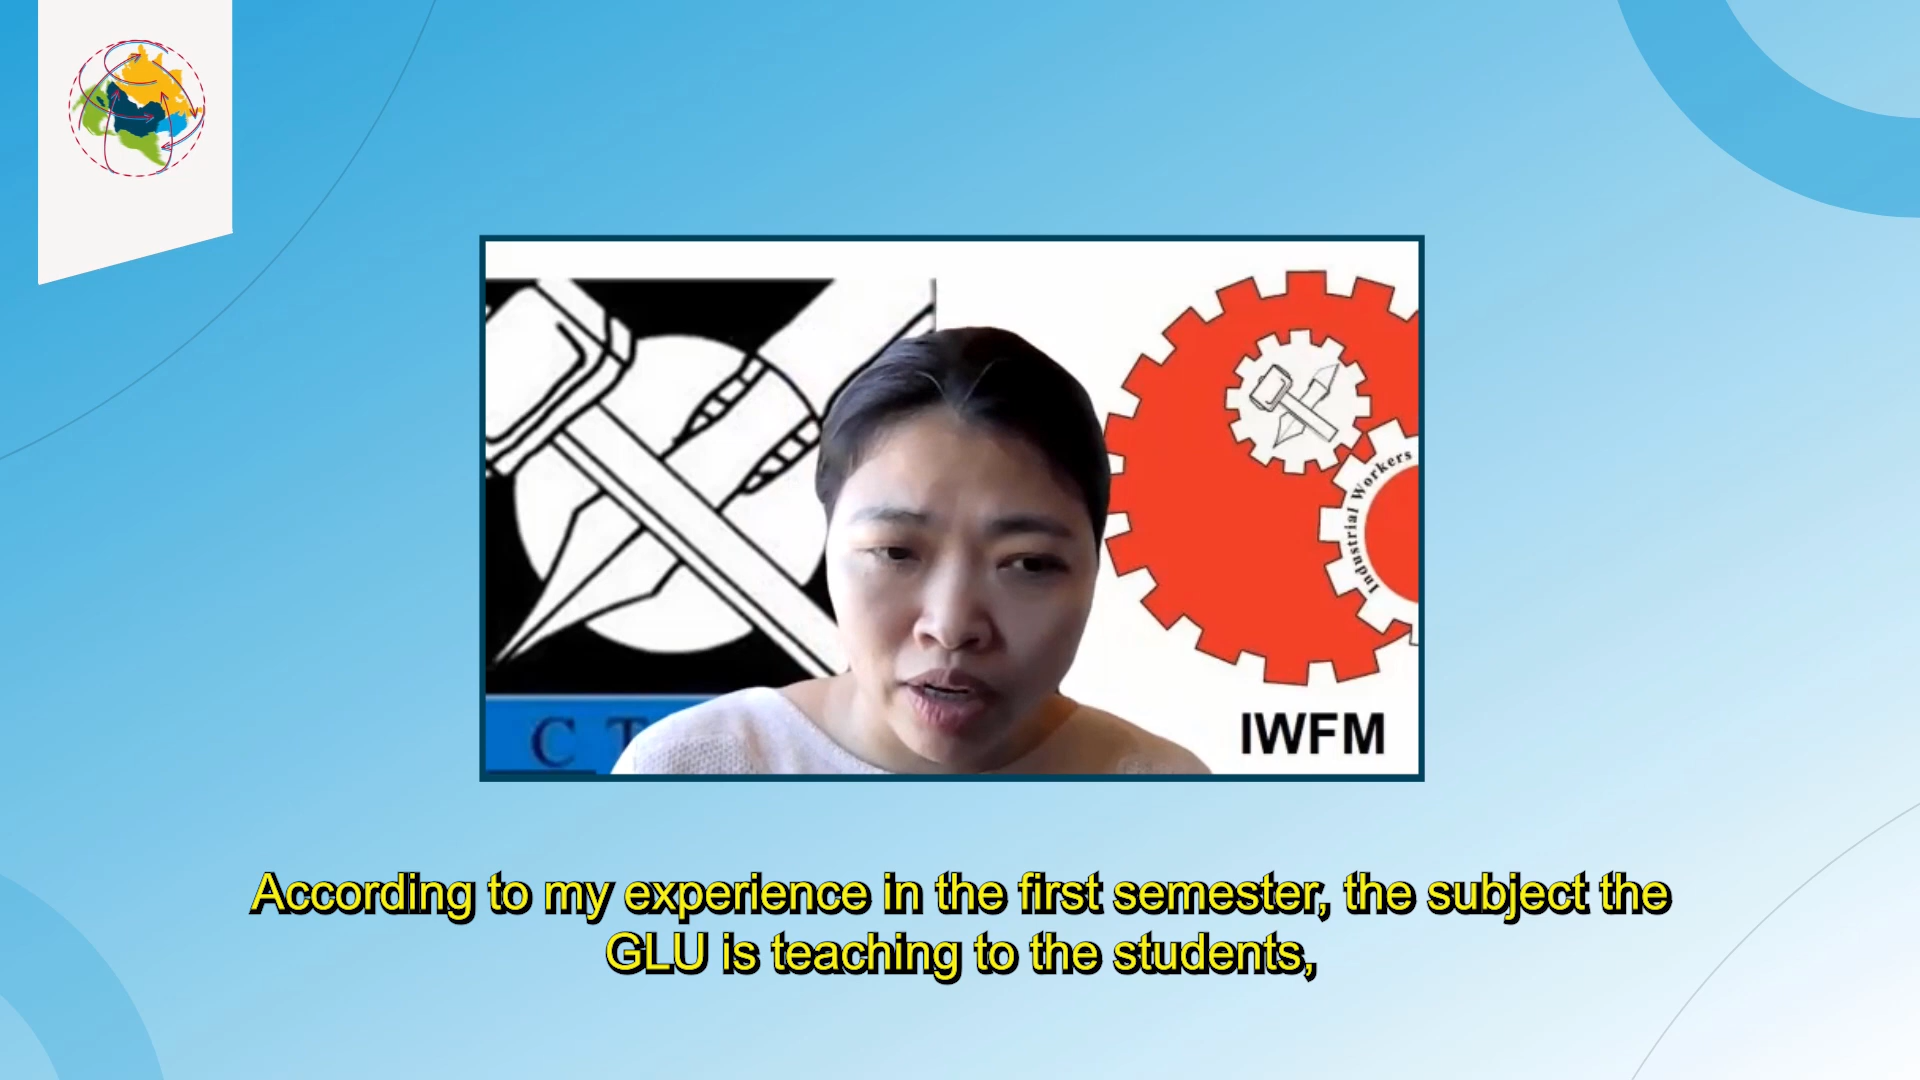 Industrial Workers
C T
IWFM
According to my experience in the first semester, the subject the
GLU is teaching to the students,